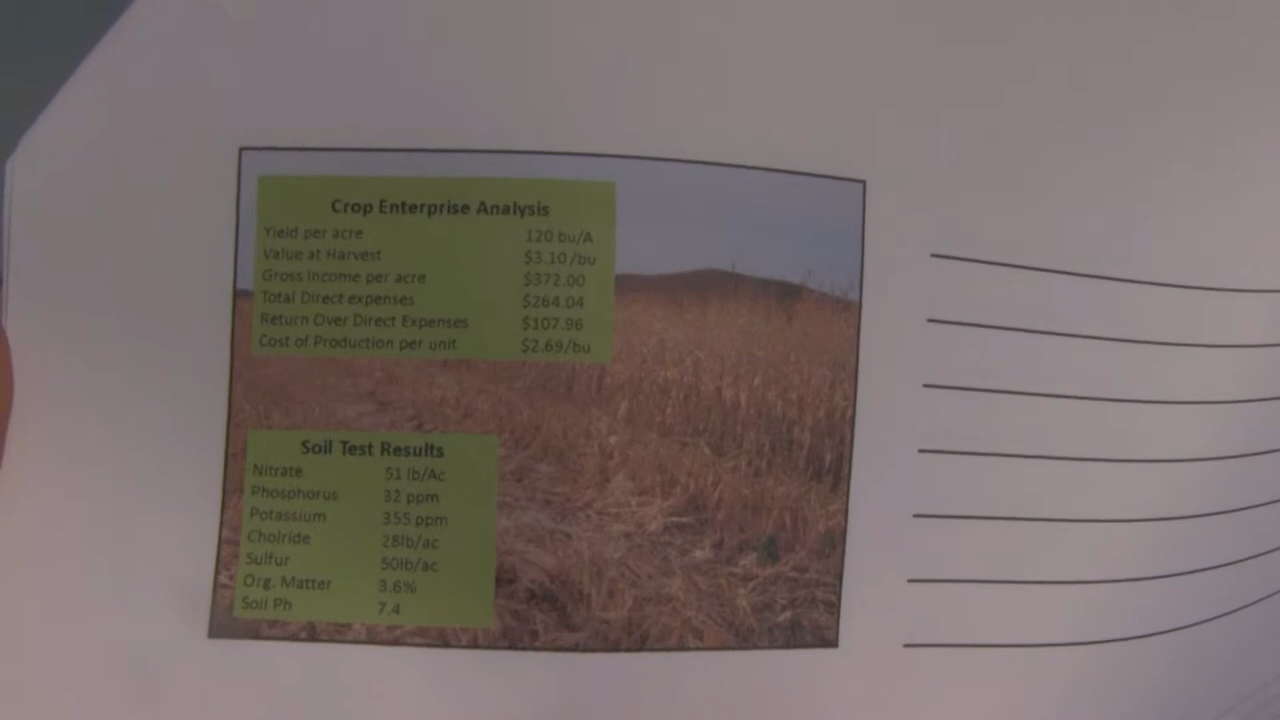 Crop Enterprise Analysis
Yield per acre 120 bu/A
Value at Harvest $3.10/bu
Gross Income per acre $372.00
Total Direct expenses $264.04
Return Over Direct Expenses $107.96
Cost of Production per unit $2.69/bu
Soil Test Results
Nitrate 51 lb/Ac
Phosphorus 32 ppm
Potassium 355 ppm
Cholride 28lb/ac
Sulfur 50lb/ac
Org. Matter 3.6%
Soil Ph 7.4